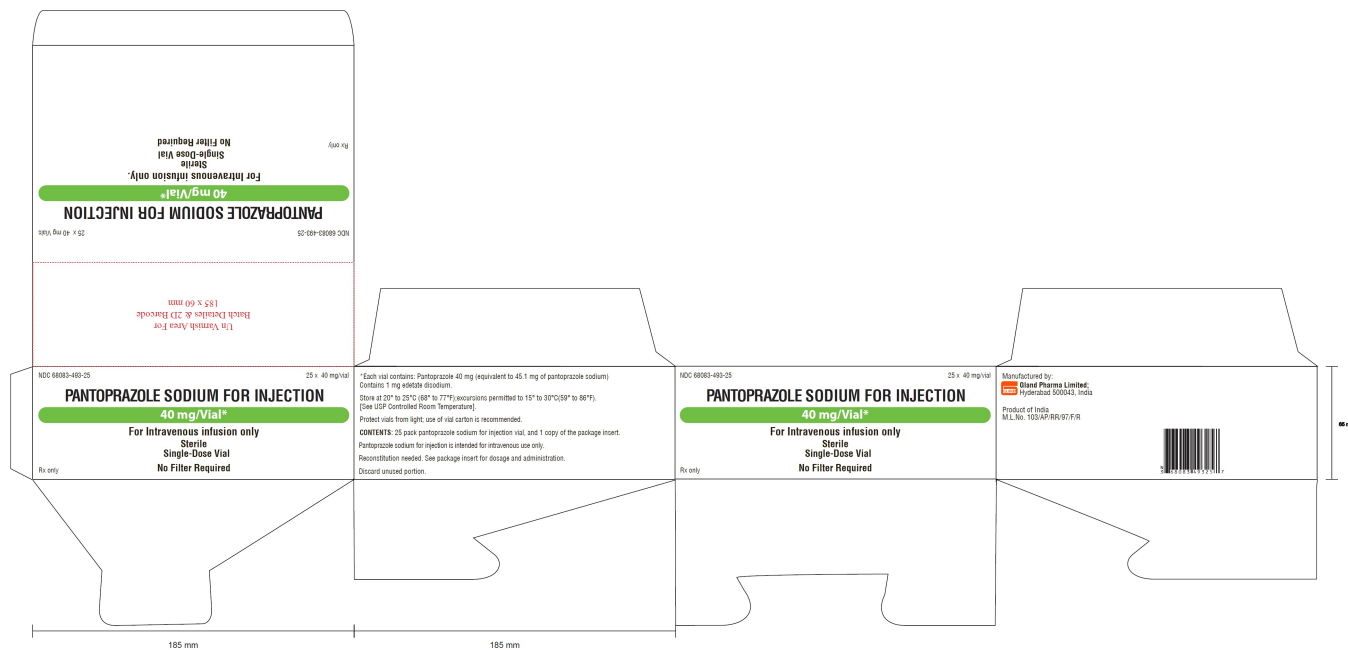 No Filter Required
Single-Dose Vial
Sterile
For Intravenous infusion only.
Rx only
40 mg/Vial*
PANTOPRAZOLE SODIUM FOR INJECTION
25 x 40 mg Vials
NDC 68083-493-25
Un Varnish Area For
Batch Detailes & 2D Barcode
185 x 60 mm
NDC 68083-493-25
25 x 40 mg/vial
PANTOPRAZOLE SODIUM FOR INJECTION
40 mg/Vial*
For Intravenous infusion only
Sterile
Single-Dose Vial
No Filter Required
Rx only
*Each vial contains: Pantoprazole 40 mg (equivalent to 45.1 mg of pantoprazole sodium)
Contains 1 mg edetate disodium.
Store at 20° to 25°C (68° to 77°F);excursions permitted to 15° to 30°C(59° to 86°F).
[See USP Controlled Room Temperature].
Protect vials from light; use of vial carton is recommended.
CONTENTS: 25 pack pantoprazole sodium for injection vial, and 1 copy of the package insert.
Pantoprazole sodium for injection is intended for intravenous use only.
Reconstitution needed. See package insert for dosage and administration.
Discard unused portion.
NDC 68083-493-25
25 x 40 mg/vial
PANTOPRAZOLE SODIUM FOR INJECTION
40 mg/Vial*
For Intravenous infusion only
Sterile
Single-Dose Vial
No Filter Required
Rx only
Manufactured by:
Gland Pharma Limited;
Hyderabad 500043, India
Product of India
M.L.No. 103/AP/RR/97/F/R
185 mm
185 mm